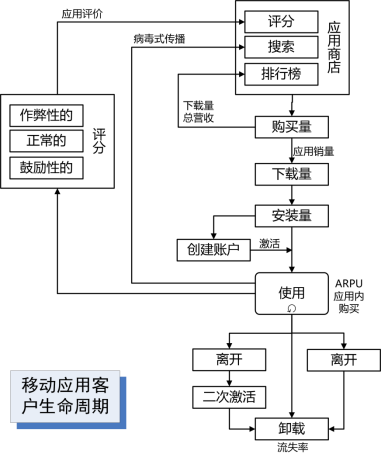 应用评价
评分
搜索
排行榜
应用商店
病毒式传播
下载量
总营收
作弊性的
正常的
鼓励性的
评分
购买量
应用销量
下载量
安装量
创建账户
激活
使用
ARPU
应用内
购买
离开
离开
二次激活
卸载
流失率
移动应用客
户生命周期